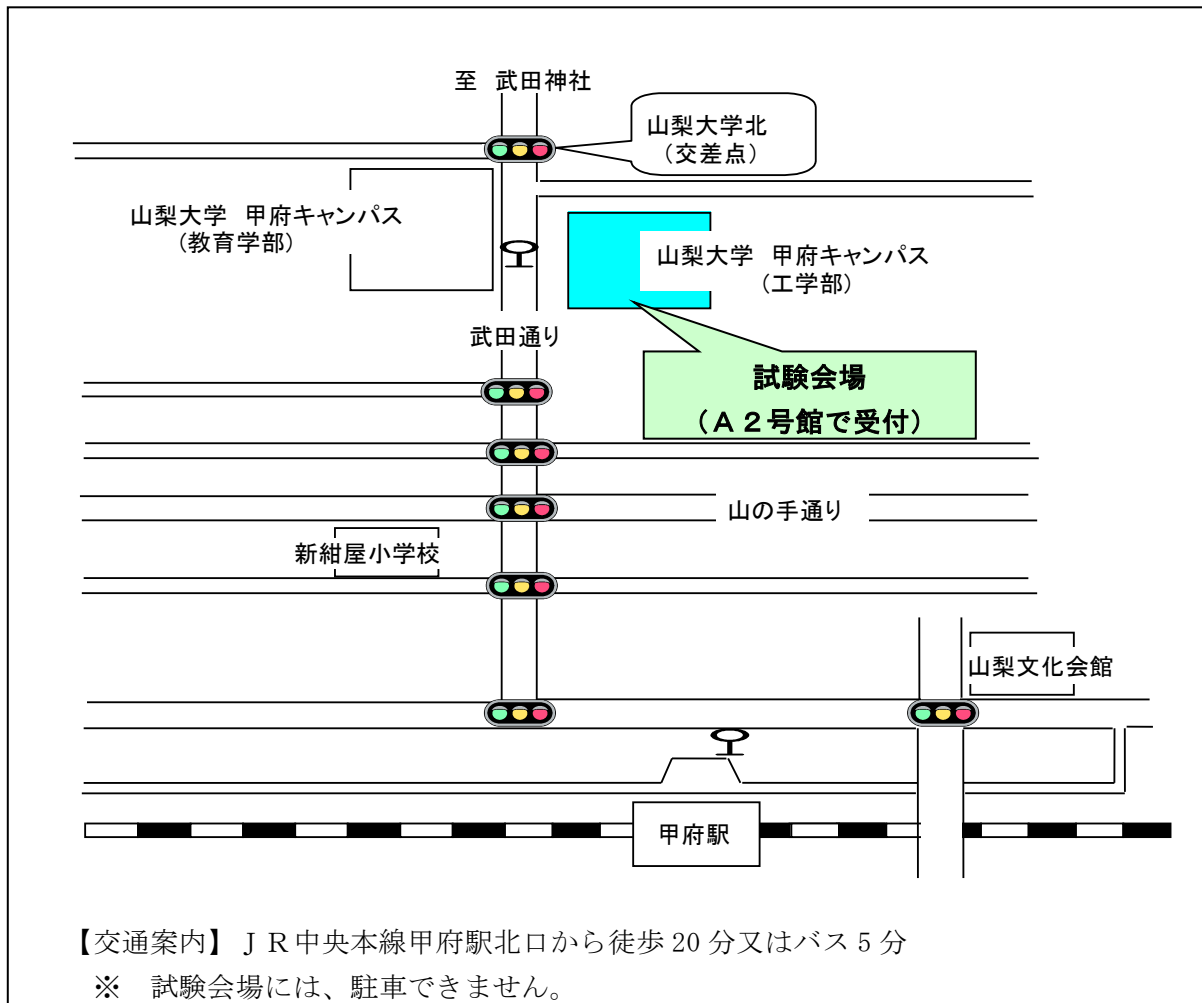 至　武田神社
山梨大学北
（交差点）
山梨大学　甲府キャンパス
（教育学部）
山梨大学　甲府キャンパス
（工学部）
武田通り
試験会場
（Ａ２号館で受付）
山の手通り
新紺屋小学校
山梨文化会館
甲府駅
【交通案内】ＪＲ中央本線甲府駅北口から徒歩 20 分又はバス 5 分
※　試験会場には、駐車できません。